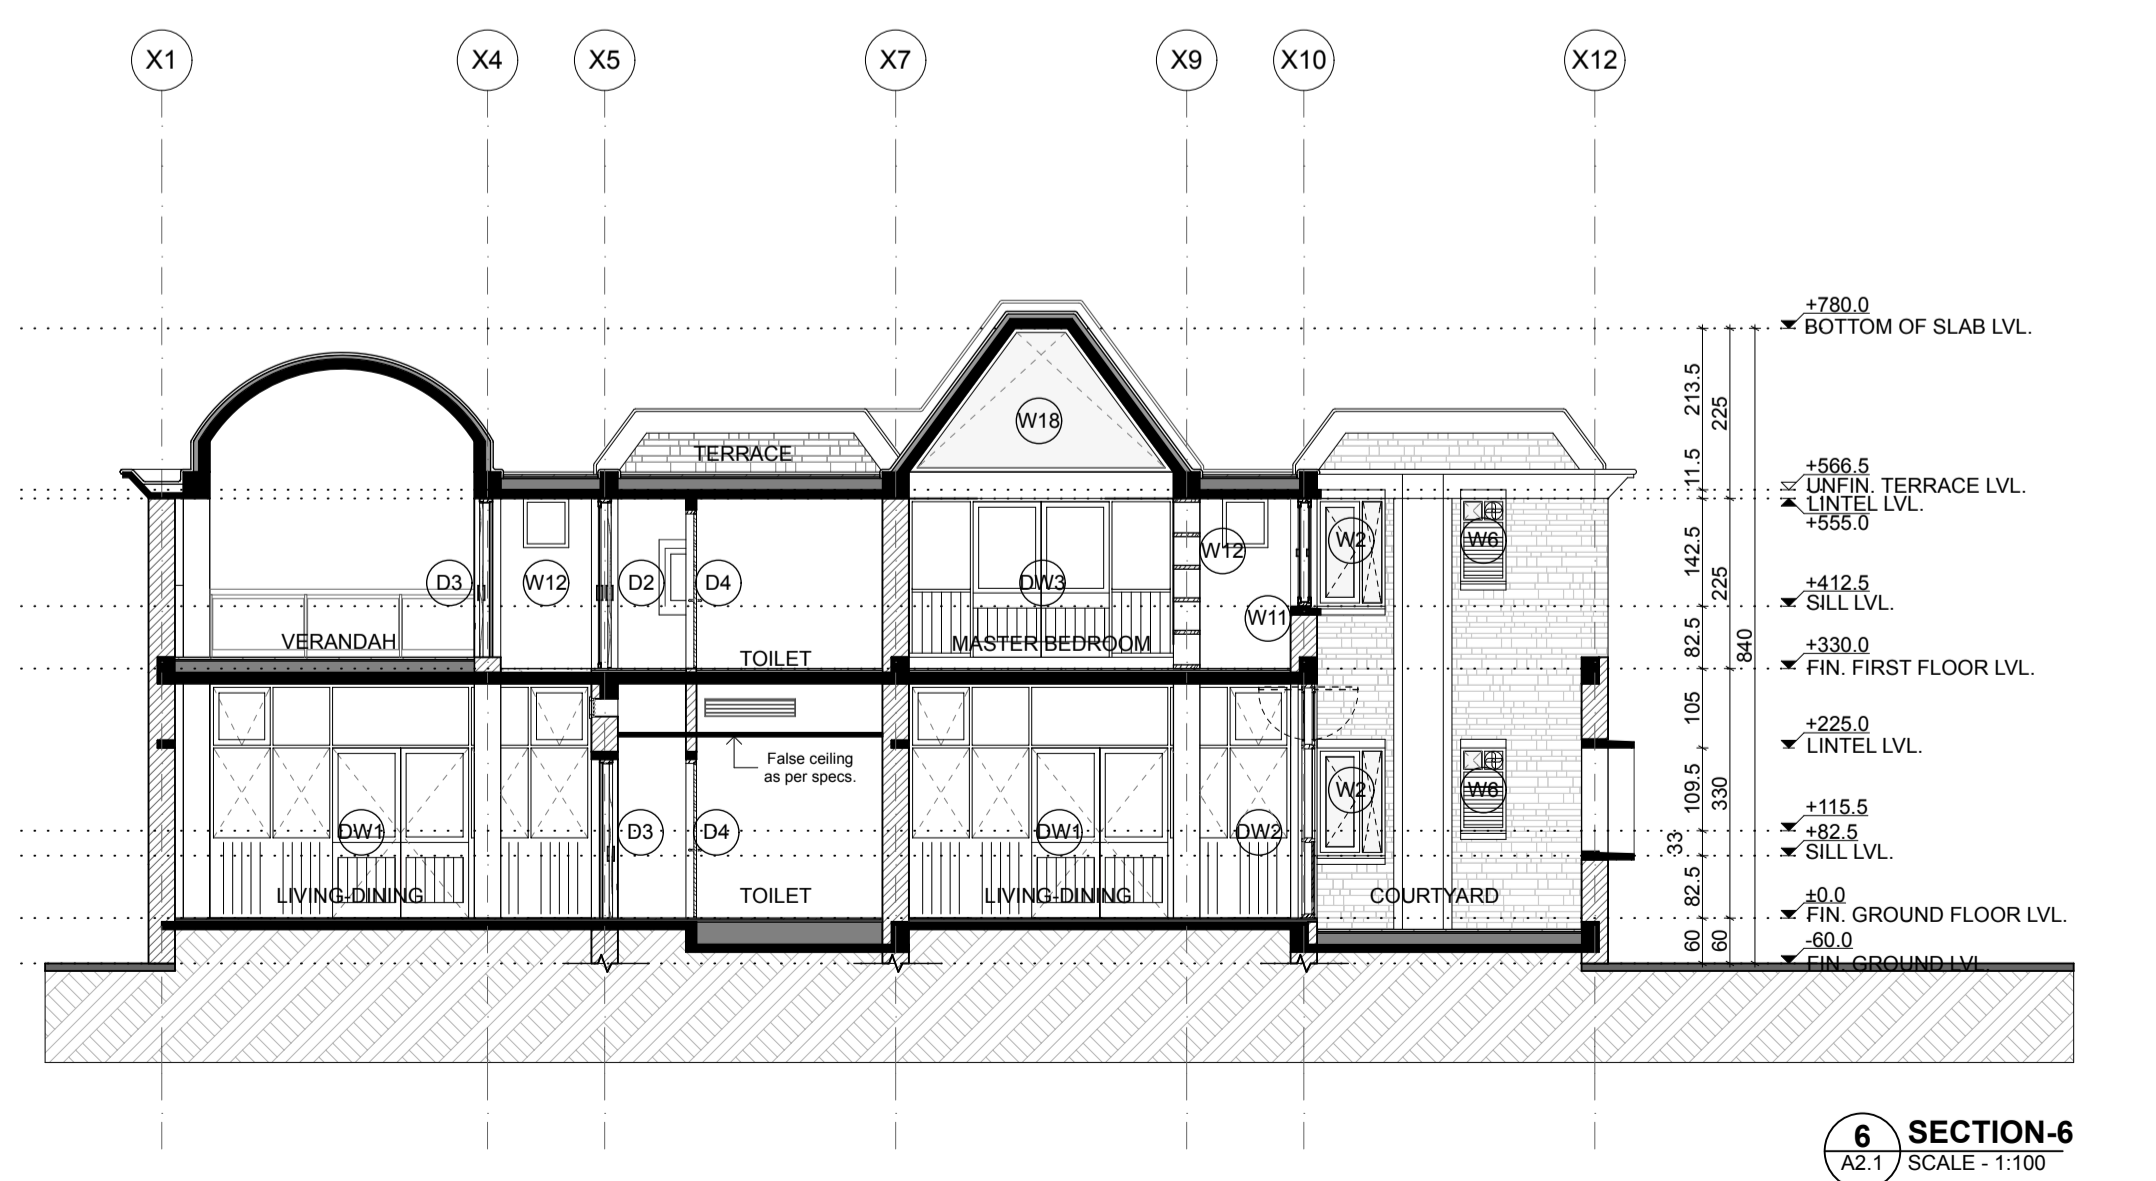 X1
X4
X5
X7
X9
X10
X12
+780.0
BOTTOM OF SLAB LVL.
213.5
225
W18
TERRACE
11.5
+566.5
UNFIN. TERRACE LVL.
LINTEL LVL.
+555.0
D3
W12
D2
D4
DW3
W12
W11
W2
W6
142.5
225
+412.5
SILL LVL.
VERANDAH
TOILET
MASTER BEDROOM
82.5
840
+330.0
FIN. FIRST FLOOR LVL.
105
+225.0
LINTEL LVL.
False ceiling
as per specs.
W2
W6
109.5
330
DW1
D3
D4
DW1
DW2
33
+115.5
+82.5
SILL LVL.
LIVING-DINING
TOILET
LIVING-DINING
COURTYARD
82.5
±0.0
FIN. GROUND FLOOR LVL.
60
60
-60.0
FIN. GROUND LVL.
6
A2.1
SECTION-6
SCALE - 1:100